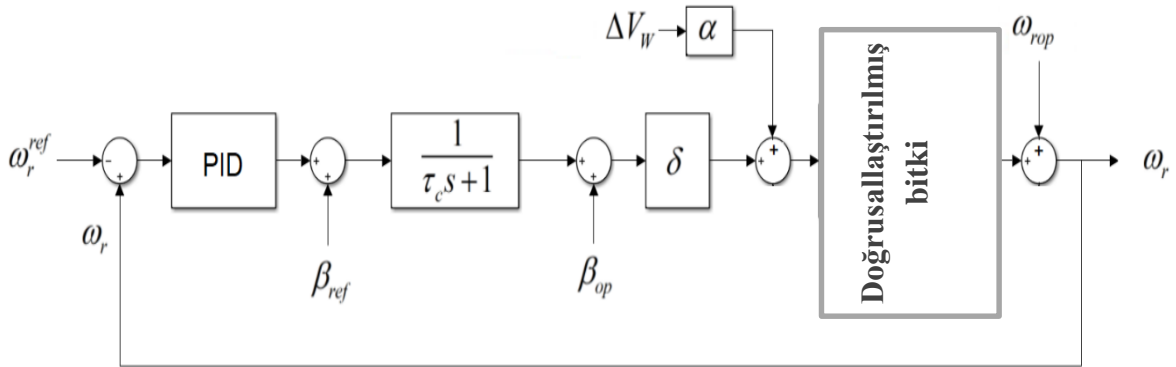 ΔV_W
α
ω_rop
ω_r^ref
-
+
PID
+
+
1
τ_c s+1
+
+
δ
+
+
Doğrusallaştırılmış
bitki
+
+
ω_r
ω_r
β_ref
β_op